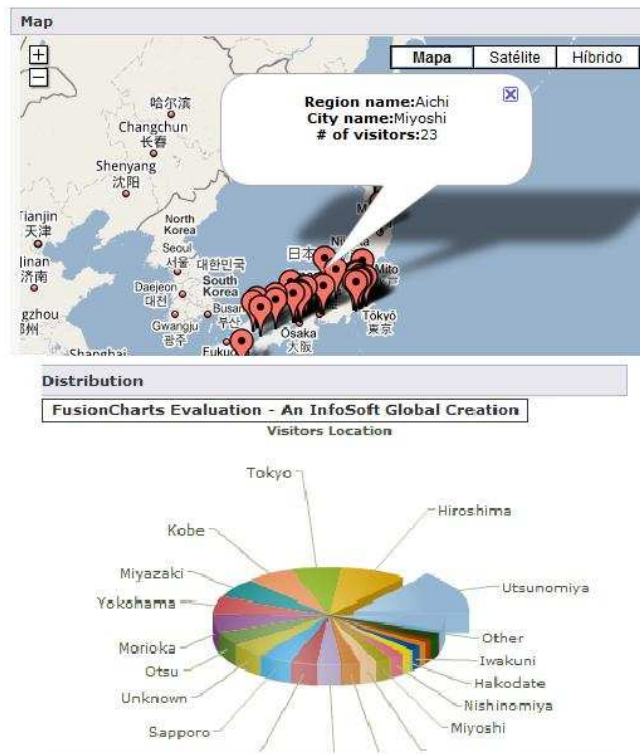 Map
Mapa
Satélite
Híbrido
Region name:Aichi
City name:Miyoshi
# of visitors:23
哈尔滨
Changchun
长春
Shenyang
沈阳
Tianjin
天津
North
Korea
Seoul
서울
대한민국
South
Korea
Jinan
济南
Daejeon
대전
Busan
부산
Gwangju
광주
日本
Mito
Tōkyō
東京
Ōsaka
大阪
Shanghai
Distribution
FusionCharts Evaluation - An InfoSoft Global Creation
Visitors Location
Tokyo
Hiroshima
Kobe
Miyazaki
Utsunomiya
Yokohama
Other
Morioka
Iwakuni
Otsu
Hakodate
Unknown
Nishinomiya
Sapporo
Miyoshi